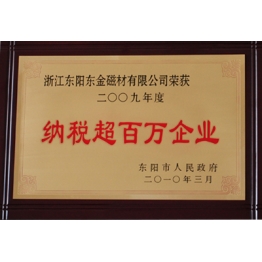 浙江东阳东金磁材有限公司荣获
二〇〇九年度
纳税超百万企业
东阳市人民政府
二〇一〇年三月